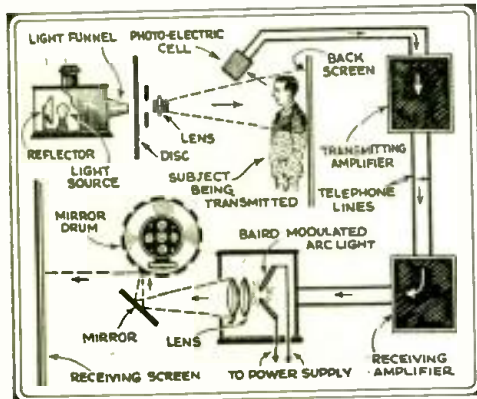 LIGHT FUNNEL
PHOTO-ELECTRIC
CELL
BACK
SCREEN
LENS
REFLECTOR
LIGHT
SOURCE
DISC
SUBJECT
BEING
TRANSMITTED
TRANSMITTING
AMPLIFIER
TELEPHONE
LINES
MIRROR
DRUM
BAIRD MODULATED
ARC LIGHT
MIRROR
LENS
RECEIVING SCREEN
TO POWER SUPPLY
RECEIVING
AMPLIFIER